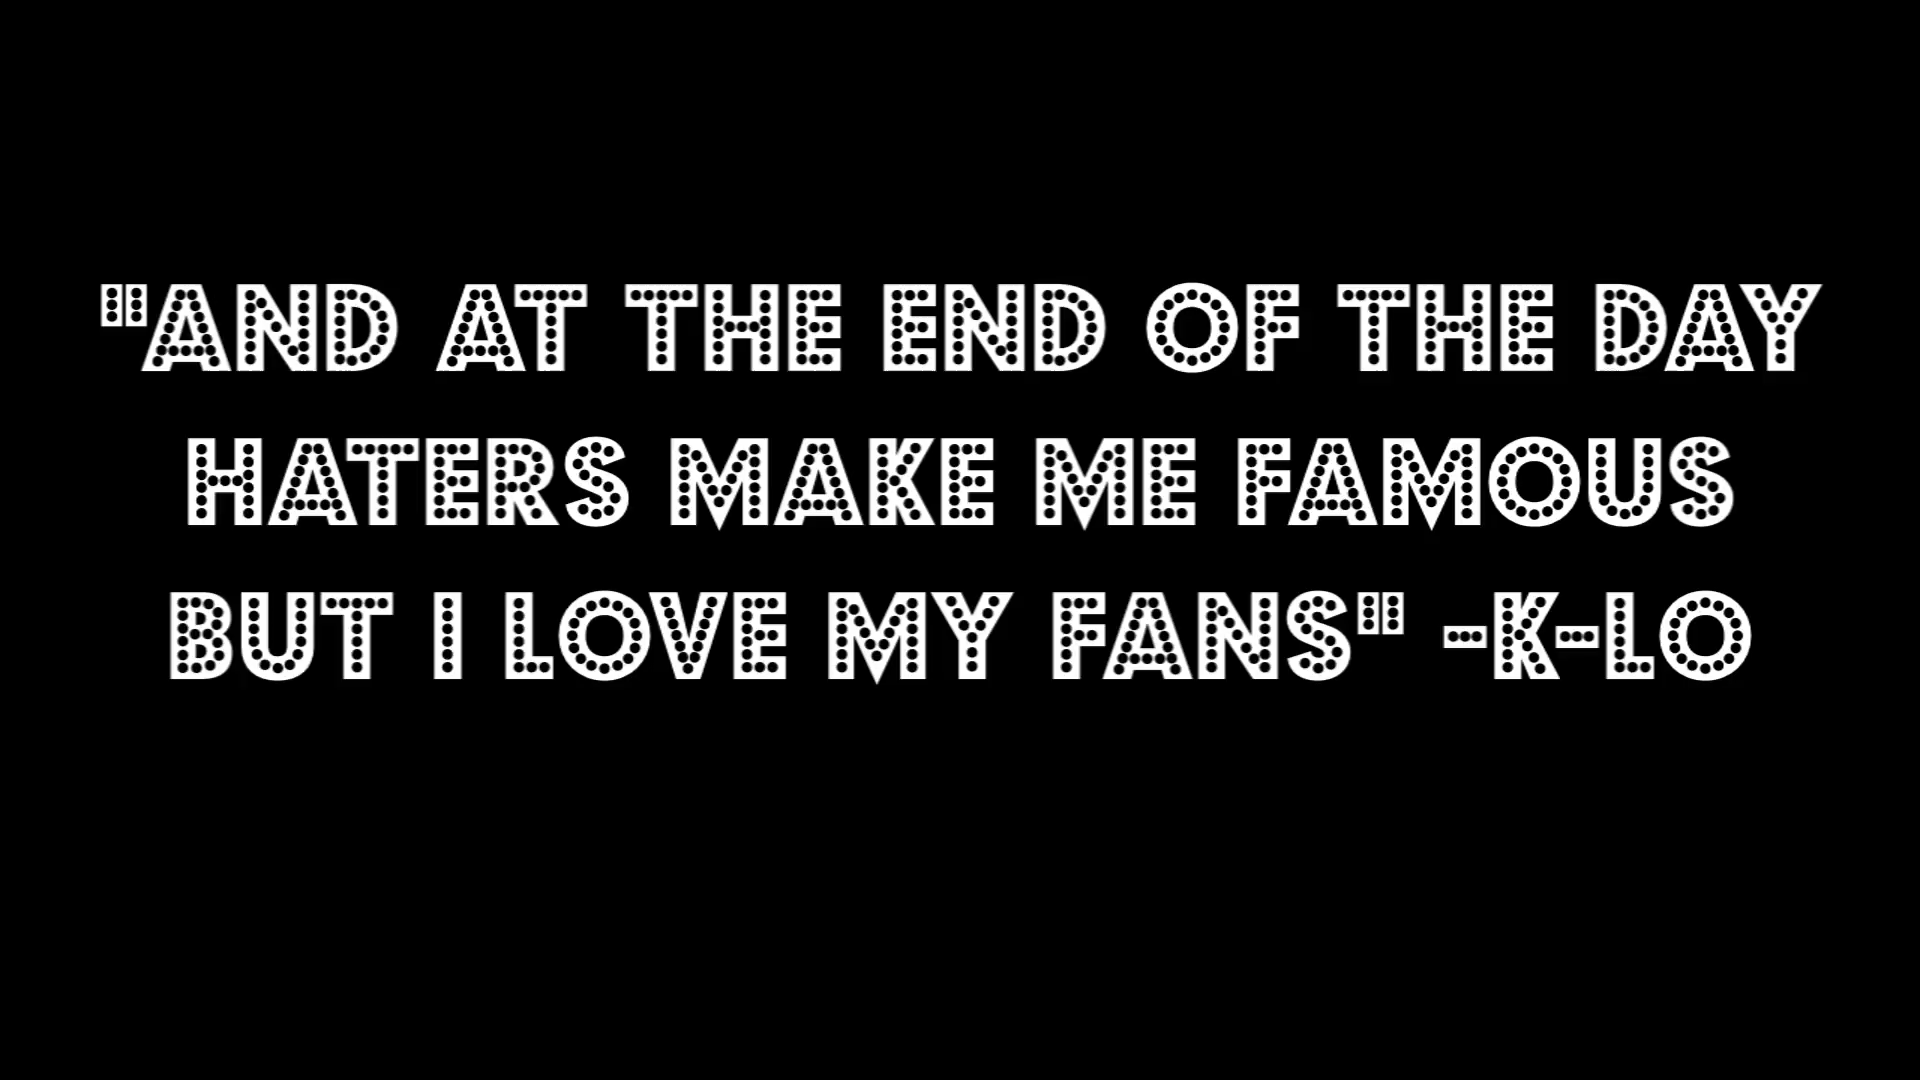 "AND AT THE END OF THE DAY
HATERS MAKE ME FAMOUS
BUT I LOVE MY FANS" -K-LO